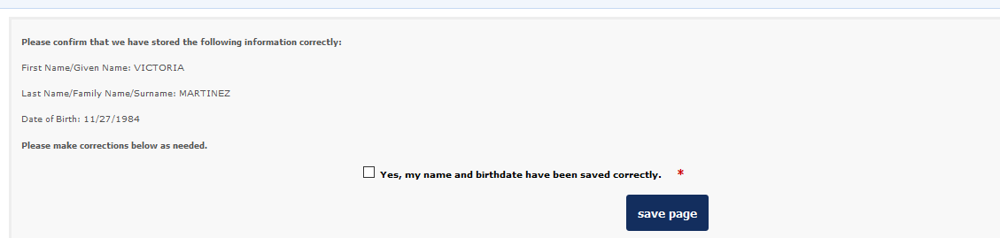 Please confirm that we have stored the following information correctly:
First Name/Given Name: VICTORIA
Last Name/Family Name/Surname: MARTINEZ
Date of Birth: 11/27/1984
Please make corrections below as needed.
Yes, my name and birthdate have been saved correctly. *
save page